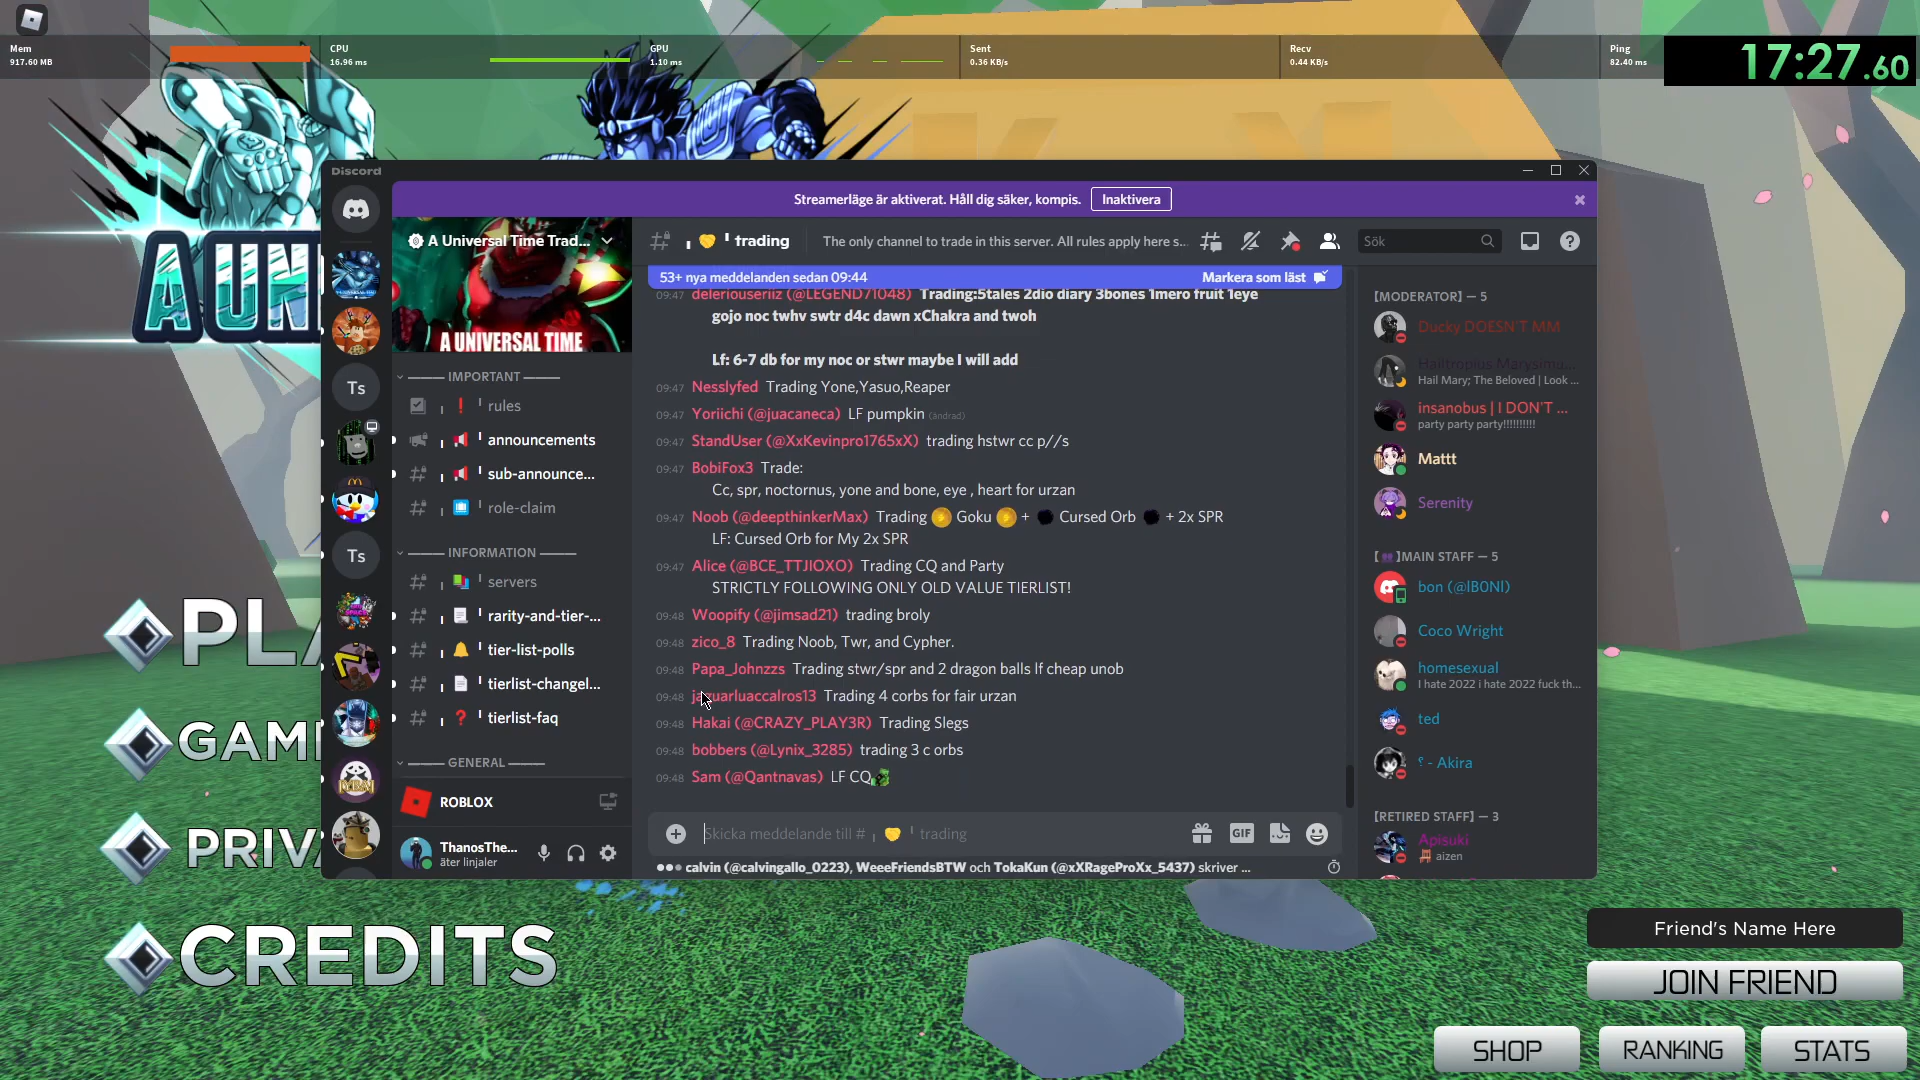 Mem
917.60 MB
CPU
16.96 ms
GPU
1.10 ms
Sent
0.36 KB/s
Recv
0.44 KB/s
Ping
82.40 ms
17:27.60
Discord
Streamerläge är aktiverat. Håll dig säker, kompis.
Inaktivera
A Universal Time Trad...
trading
The only channel to trade in this server. All rules apply here s...
Sök
A UNIVERSAL TIME
IMPORTANT
rules
announcements
sub-announce...
role-claim
INFORMATION
servers
rarity-and-tier-...
tier-list-polls
tierlist-changel...
tierlist-faq
GENERAL
ROBLOX
ThanosThe...
äter linjaler
Ts
Ts
53+ nya meddelanden sedan 09:44
Markera som läst
09:47 deleriouseriiz (@LEGEND71048) Trading:5tales 2dio diary 3bones 1mero fruit 1eye
gojo noc twhv swtr d4c dawn xChakra and twoh
Lf: 6-7 db for my noc or stwr maybe I will add
09:47 Nesslyfed Trading Yone,Yasuo,Reaper
09:47 Yoriichi (@juacaneca) LF pumpkin (ändrad)
09:47 StandUser (@XxKevinpro1765xX) trading hstwr cc p//s
09:47 BobiFox3 Trade:
Cc, spr, noctornus, yone and bone, eye , heart for urzan
09:47 Noob (@deepthinkerMax) Trading Goku + Cursed Orb + 2x SPR
LF: Cursed Orb for My 2x SPR
09:47 Alice (@BCE_TTJIOXO) Trading CQ and Party
STRICTLY FOLLOWING ONLY OLD VALUE TIERLIST!
09:48 Woopify (@jimsad21) trading broly
09:48 zico_8 Trading Noob, Twr, and Cypher.
09:48 Papa_Johnzzs Trading stwr/spr and 2 dragon balls lf cheap unob
09:48 jaguarluaccalros13 Trading 4 corbs for fair urzan
09:48 Hakai (@CRAZY_PLAY3R) Trading Slegs
09:48 bobbers (@Lynix_3285) trading 3 c orbs
09:48 Sam (@Qantnavas) LF CQ
Skicka meddelande till # trading
GIF
calvin (@calvingallo_0223), WeeeFriendsBTW och TokaKun (@xXRageProXx_5437) skriver ...
[MODERATOR] — 5
Ducky DOESN'T MM
Hailtropius Marysimu...
Hail Mary; The Beloved | Look ...
insanobus | I DON'T ...
party party party!!!!!!!!!!
Mattt
Serenity
[ ]MAIN STAFF — 5
bon (@IB0NI)
Coco Wright
homesexual
I hate 2022 i hate 2022 fuck th...
ted
؟ - Akira
[RETIRED STAFF] — 3
Apisuki
aizen
A UN
PLA
GAM
PRIV
CREDITS
Friend's Name Here
JOIN FRIEND
SHOP
RANKING
STATS